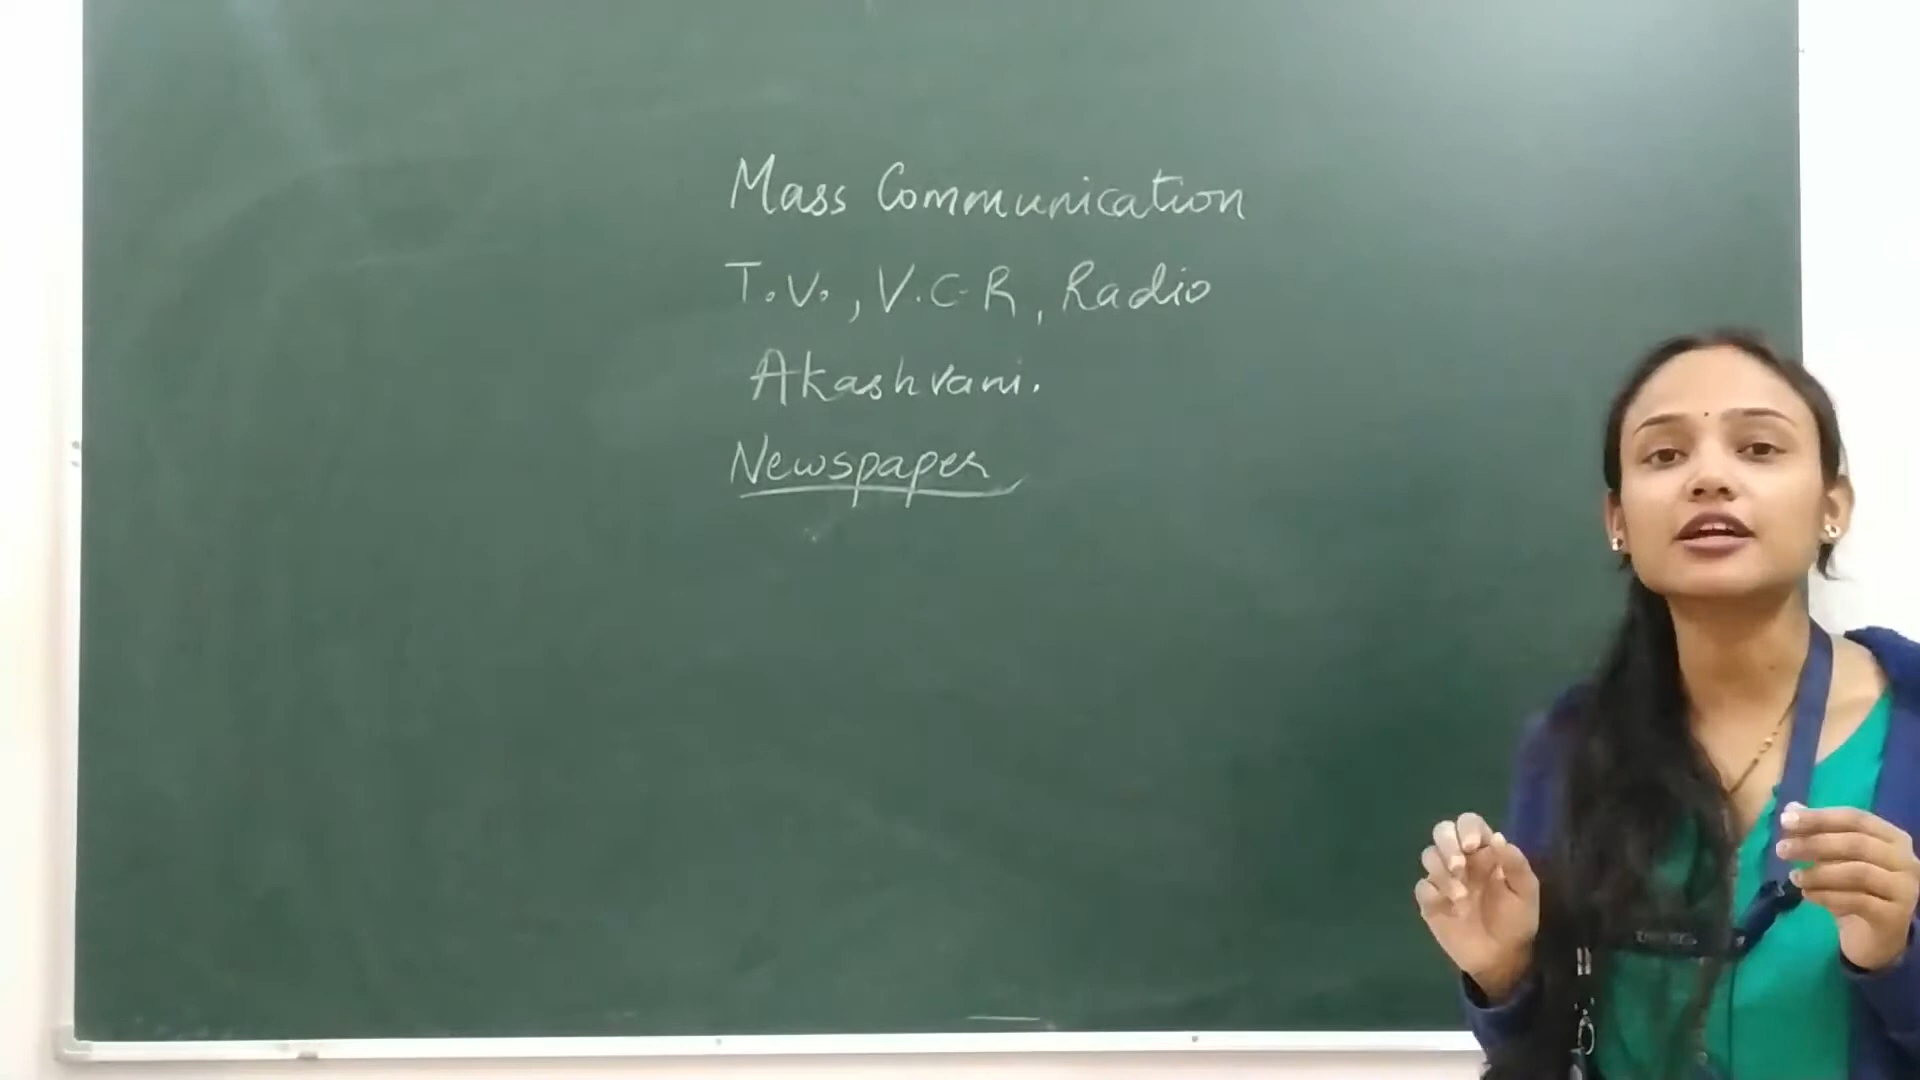 Mass Communication
T.V., V.C.R, Radio
Akashvani.
Newspaper